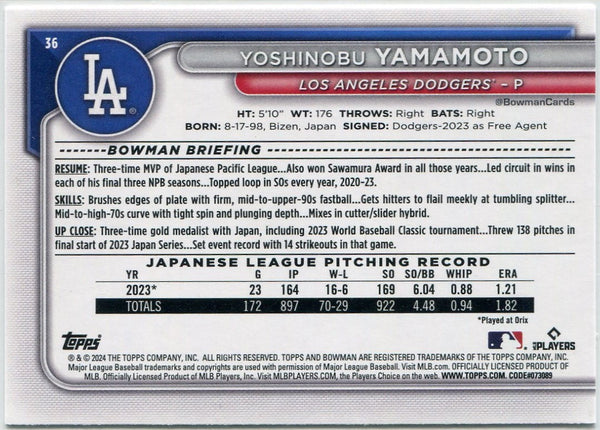 36
YOSHINOBU YAMAMOTO
LA
LOS ANGELES DODGERS® – P
@BowmanCards
HT: 5'10" WT: 176 THROWS: Right BATS: Right
BORN: 8-17-98, Bizen, Japan SIGNED: Dodgers-2023 as Free Agent
BOWMAN BRIEFING
RESUME: Three-time MVP of Japanese Pacific League...Also won Sawamura Award in all those years...Led circuit in wins
in each of his final three NPB seasons...Topped loop in SOs every year, 2020-23.
SKILLS: Brushes edges of plate with firm, mid-to-upper-90s fastball...Gets hitters to flail meekly at tumbling splitter...
Mid-to-high-70s curve with tight spin and plunging depth...Mixes in cutter/slider hybrid.
UP CLOSE: Three-time gold medalist with Japan, including 2023 World Baseball Classic tournament...Threw 138 pitches in
final start of 2023 Japan Series...Set event record with 14 strikeouts in that game.
JAPANESE LEAGUE PITCHING RECORD
YR G IP W-L SO SO/BB WHIP ERA
2023* 23 164 16-6 169 6.04 0.88 1.21
TOTALS 172 897 70-29 922 4.48 0.94 1.82
*Played at Orix
Topps
PLAYERS
® & © 2024 THE TOPPS COMPANY, INC. ALL RIGHTS RESERVED. TOPPS AND BOWMAN ARE REGISTERED TRADEMARKS OF THE TOPPS COMPANY, INC.
Major League Baseball trademarks and copyrights are used with permission of Major League Baseball. Visit MLB.com. OFFICIALLY LICENSED PRODUCT OF
MLB. Officially Licensed Product of MLB Players, Inc. Visit MLBPLAYERS.COM, the Players Choice on the web. WWW.TOPPS.COM. CODE#073089